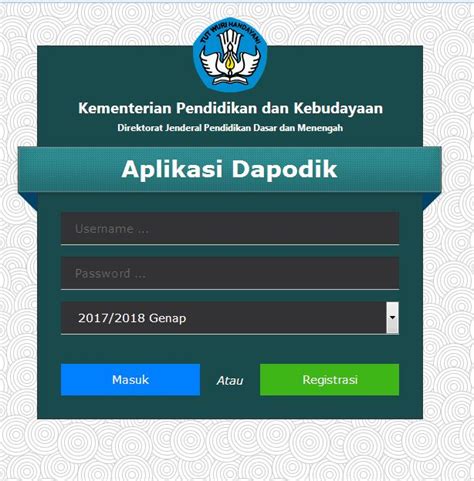 TUT WURI HANDAYANI
Kementerian Pendidikan dan Kebudayaan
Direktorat Jenderal Pendidikan Dasar dan Menengah
Aplikasi Dapodik
Username ...
Password ...
2017/2018 Genap
Masuk
Atau
Registrasi